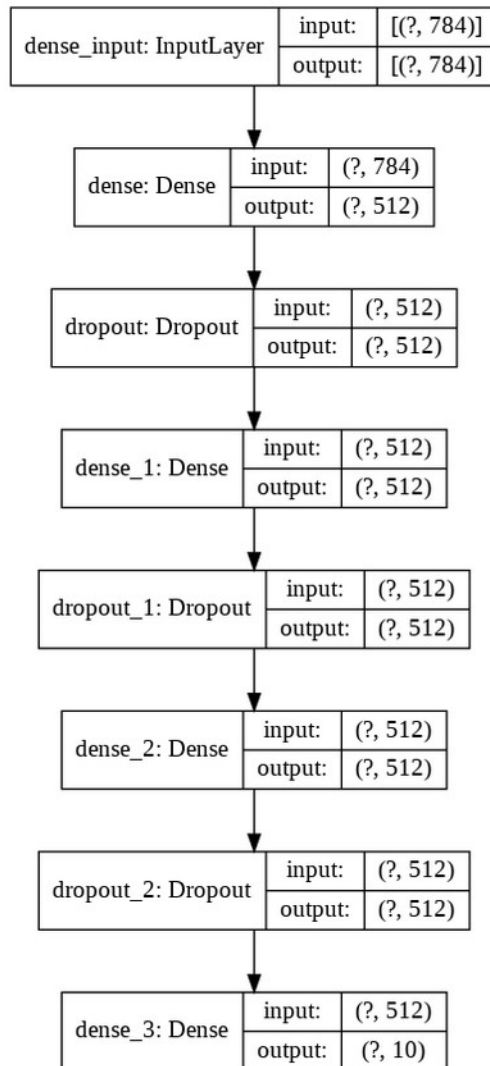 dense_input: InputLayer
input: [(?, 784)]
output: [(?, 784)]
dense: Dense
input: (?, 784)
output: (?, 512)
dropout: Dropout
input: (?, 512)
output: (?, 512)
dense_1: Dense
input: (?, 512)
output: (?, 512)
dropout_1: Dropout
input: (?, 512)
output: (?, 512)
dense_2: Dense
input: (?, 512)
output: (?, 512)
dropout_2: Dropout
input: (?, 512)
output: (?, 512)
dense_3: Dense
input: (?, 512)
output: (?, 10)